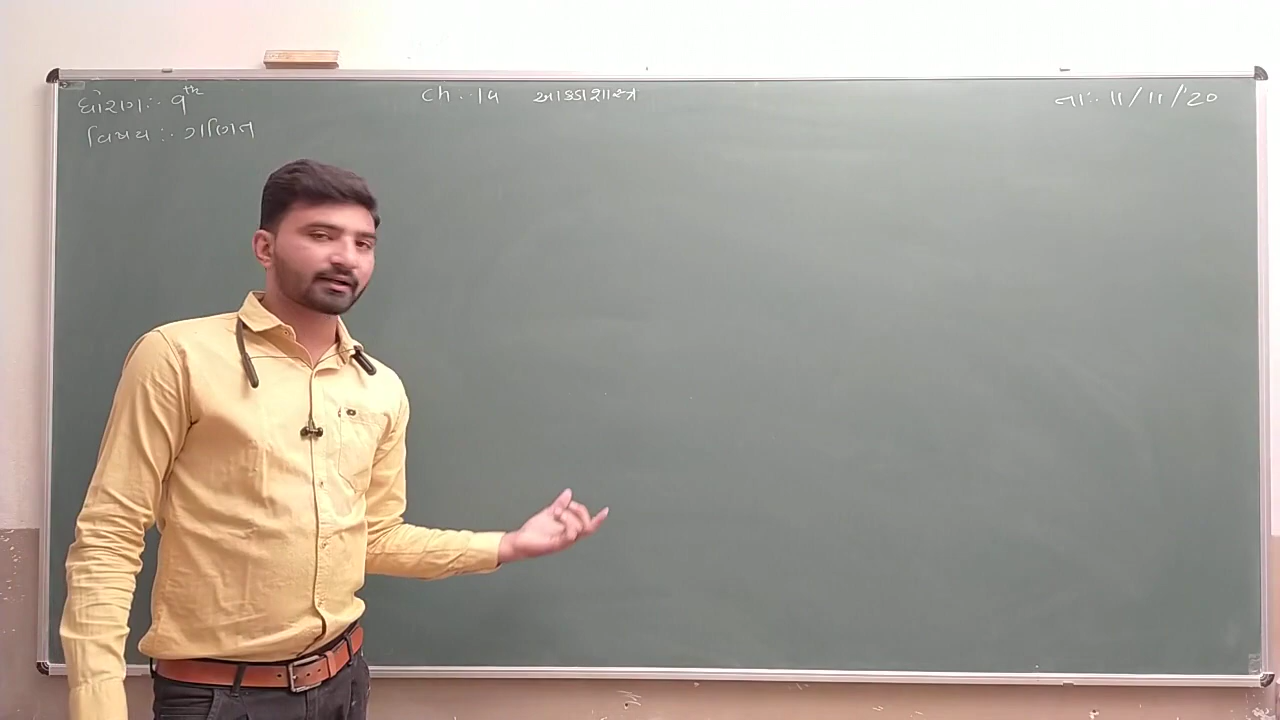 ધોરણ :- 9th
Ch :- 14 આંકડાશાસ્ત્ર
તા :- 11/11/'20
વિષય :- ગણિત